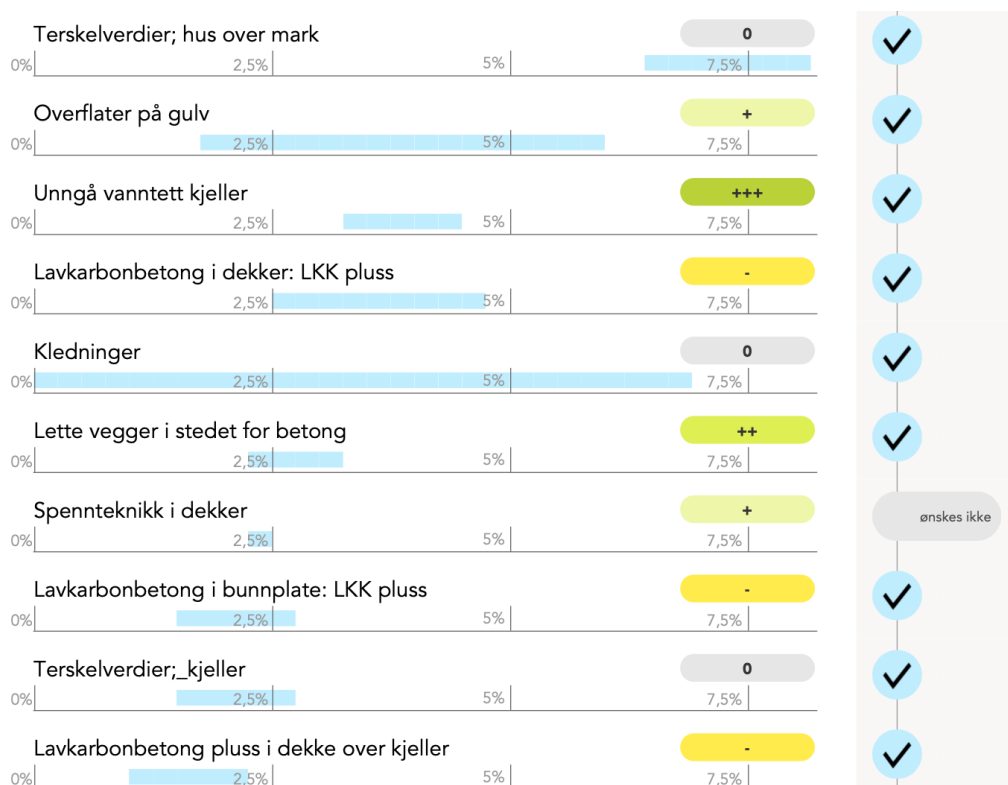 Terskelverdier; hus over mark 0
0% 2,5% 5% 7,5%
Overflater på gulv +
0% 2,5% 5% 7,5%
Unngå vanntett kjeller +++
0% 2,5% 5% 7,5%
Lavkarbonbetong i dekker: LKK pluss -
0% 2,5% 5% 7,5%
Kledninger 0
0% 2,5% 5% 7,5%
Lette vegger i stedet for betong ++
0% 2,5% 5% 7,5%
Spennteknikk i dekker + ønskes ikke
0% 2,5% 5% 7,5%
Lavkarbonbetong i bunnplate: LKK pluss -
0% 2,5% 5% 7,5%
Terskelverdier;_kjeller 0
0% 2,5% 5% 7,5%
Lavkarbonbetong pluss i dekke over kjeller -
0% 2,5% 5% 7,5%